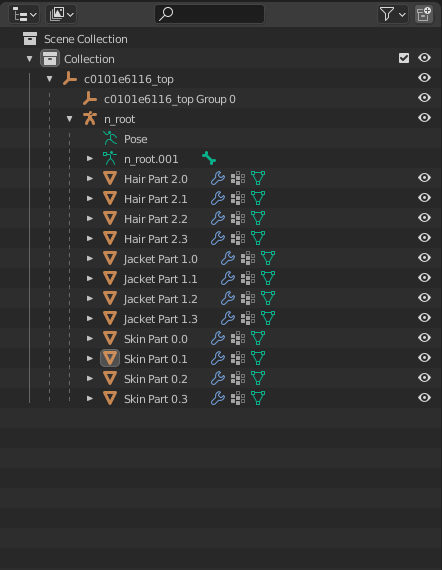 Scene Collection
Collection
c0101e6116_top
c0101e6116_top Group 0
n_root
Pose
n_root.001
Hair Part 2.0
Hair Part 2.1
Hair Part 2.2
Hair Part 2.3
Jacket Part 1.0
Jacket Part 1.1
Jacket Part 1.2
Jacket Part 1.3
Skin Part 0.0
Skin Part 0.1
Skin Part 0.2
Skin Part 0.3